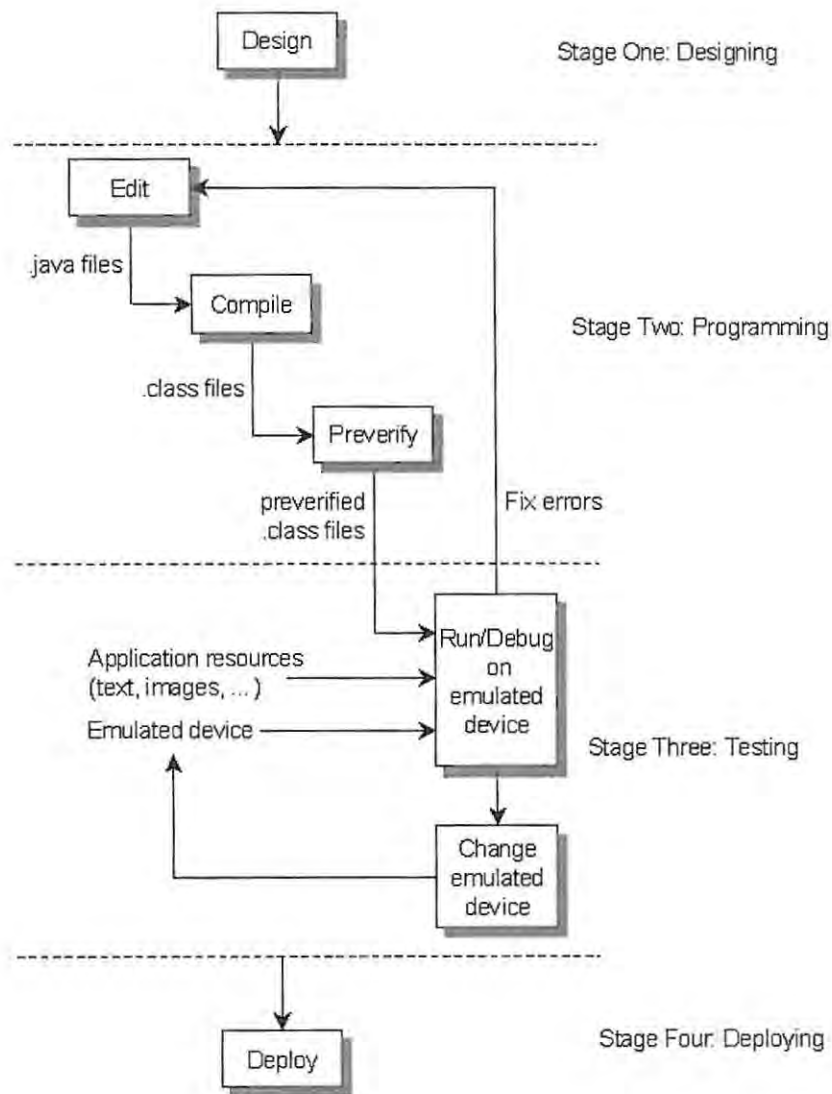 Design
Stage One: Designing
Edit
.java files
Compile
Stage Two: Programming
.class files
Preverify
preverified
.class files
Fix errors
Run/Debug
on
emulated
device
Application resources
(text, images, ... )
Emulated device
Stage Three: Testing
Change
emulated
device
Stage Four: Deploying
Deploy